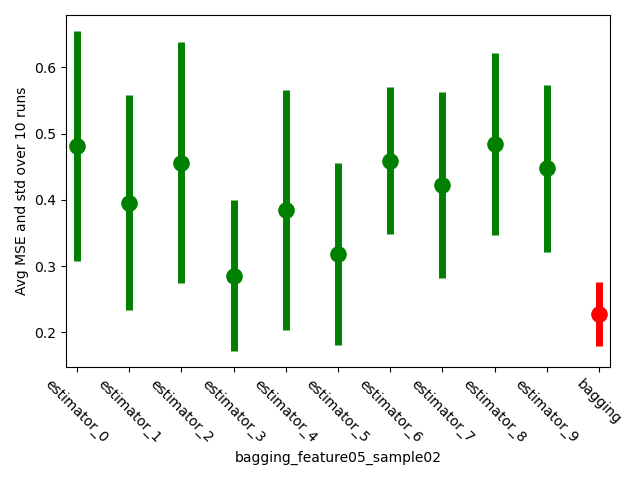 Avg MSE and std over 10 runs
0.6
0.5
0.4
0.3
0.2
estimator_0
estimator_1
estimator_2
estimator_3
estimator_4
estimator_5
estimator_6
estimator_7
estimator_8
estimator_9
bagging
bagging_feature05_sample02